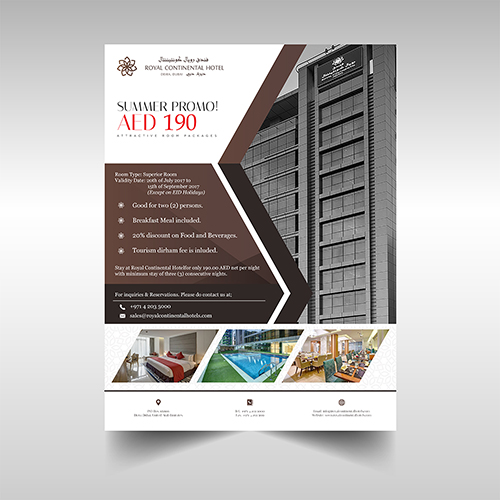 فندق رويال كونتيننتال
ROYAL CONTINENTAL HOTEL
DEIRA, DUBAI ديرة، دبي
SUMMER PROMO!
AED 190
ATTRACTIVE ROOM PACKAGES
Room Type: Superior Room
Validity Date: 20th of July 2017 to
15th of September 2017
(Except on EID Holidays)
Good for two (2) persons.
Breakfast Meal included.
20% discount on Food and Beverages.
Tourism dirham fee is inluded.
Stay at Royal Continental Hotelfor only 190.00 AED net per night
with minimum stay of three (3) consecutive nights.
For inquiries & Reservations. Please do contact us at;
+971 4 203 5000
sales@royalcontinentalhotels.com